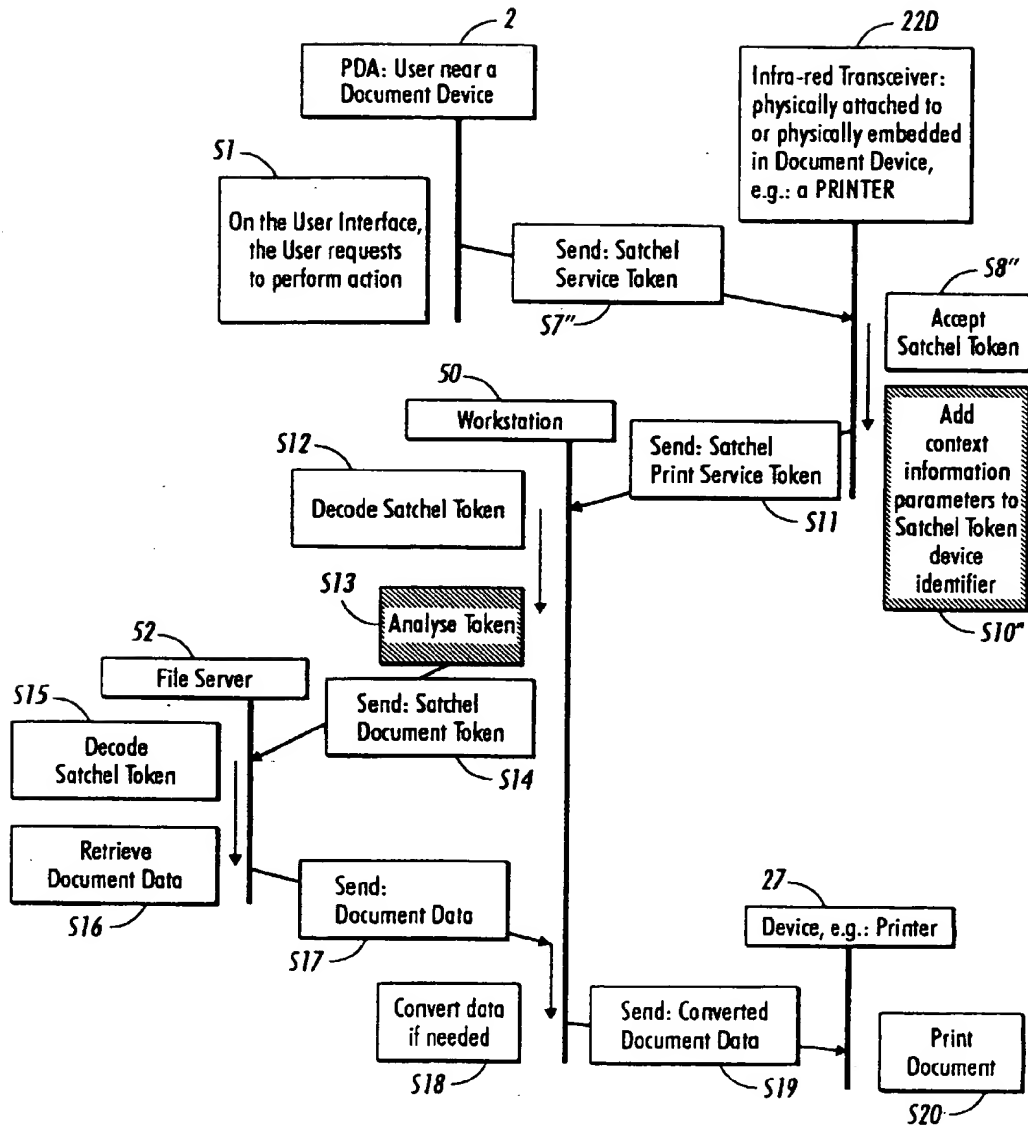 2
PDA: User near a
Document Device
22D
Infra-red Transceiver:
physically attached to
or physically embedded
in Document Device,
e.g.: a PRINTER
S1
On the User Interface,
the User requests
to perform action
Send: Satchel
Service Token
S7"
S8"
Accept
Satchel Token
50
Workstation
Add
context
information
parameters to
Satchel Token
device
identifier
S10"
Send: Satchel
Print Service Token
S11
S12
Decode Satchel Token
S13
Analyse Token
52
File Server
Send: Satchel
Document Token
S14
S15
Decode
Satchel Token
Retrieve
Document Data
S16
Send:
Document Data
S17
27
Device, e.g.: Printer
Convert data
if needed
S18
Send: Converted
Document Data
S19
Print
Document
S20